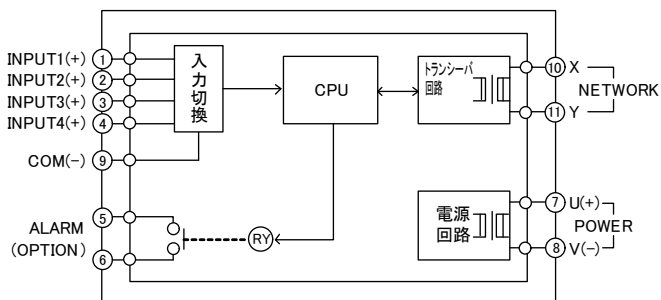 INPUT1(+) 1
INPUT2(+) 2
INPUT3(+) 3
INPUT4(+) 4
COM(-) 9
入力切換
CPU
トランシーバ
回路
10 X
NETWORK
11 Y
ALARM
(OPTION)
5
6
RY
電源
回路
7 U(+)
POWER
8 V(-)